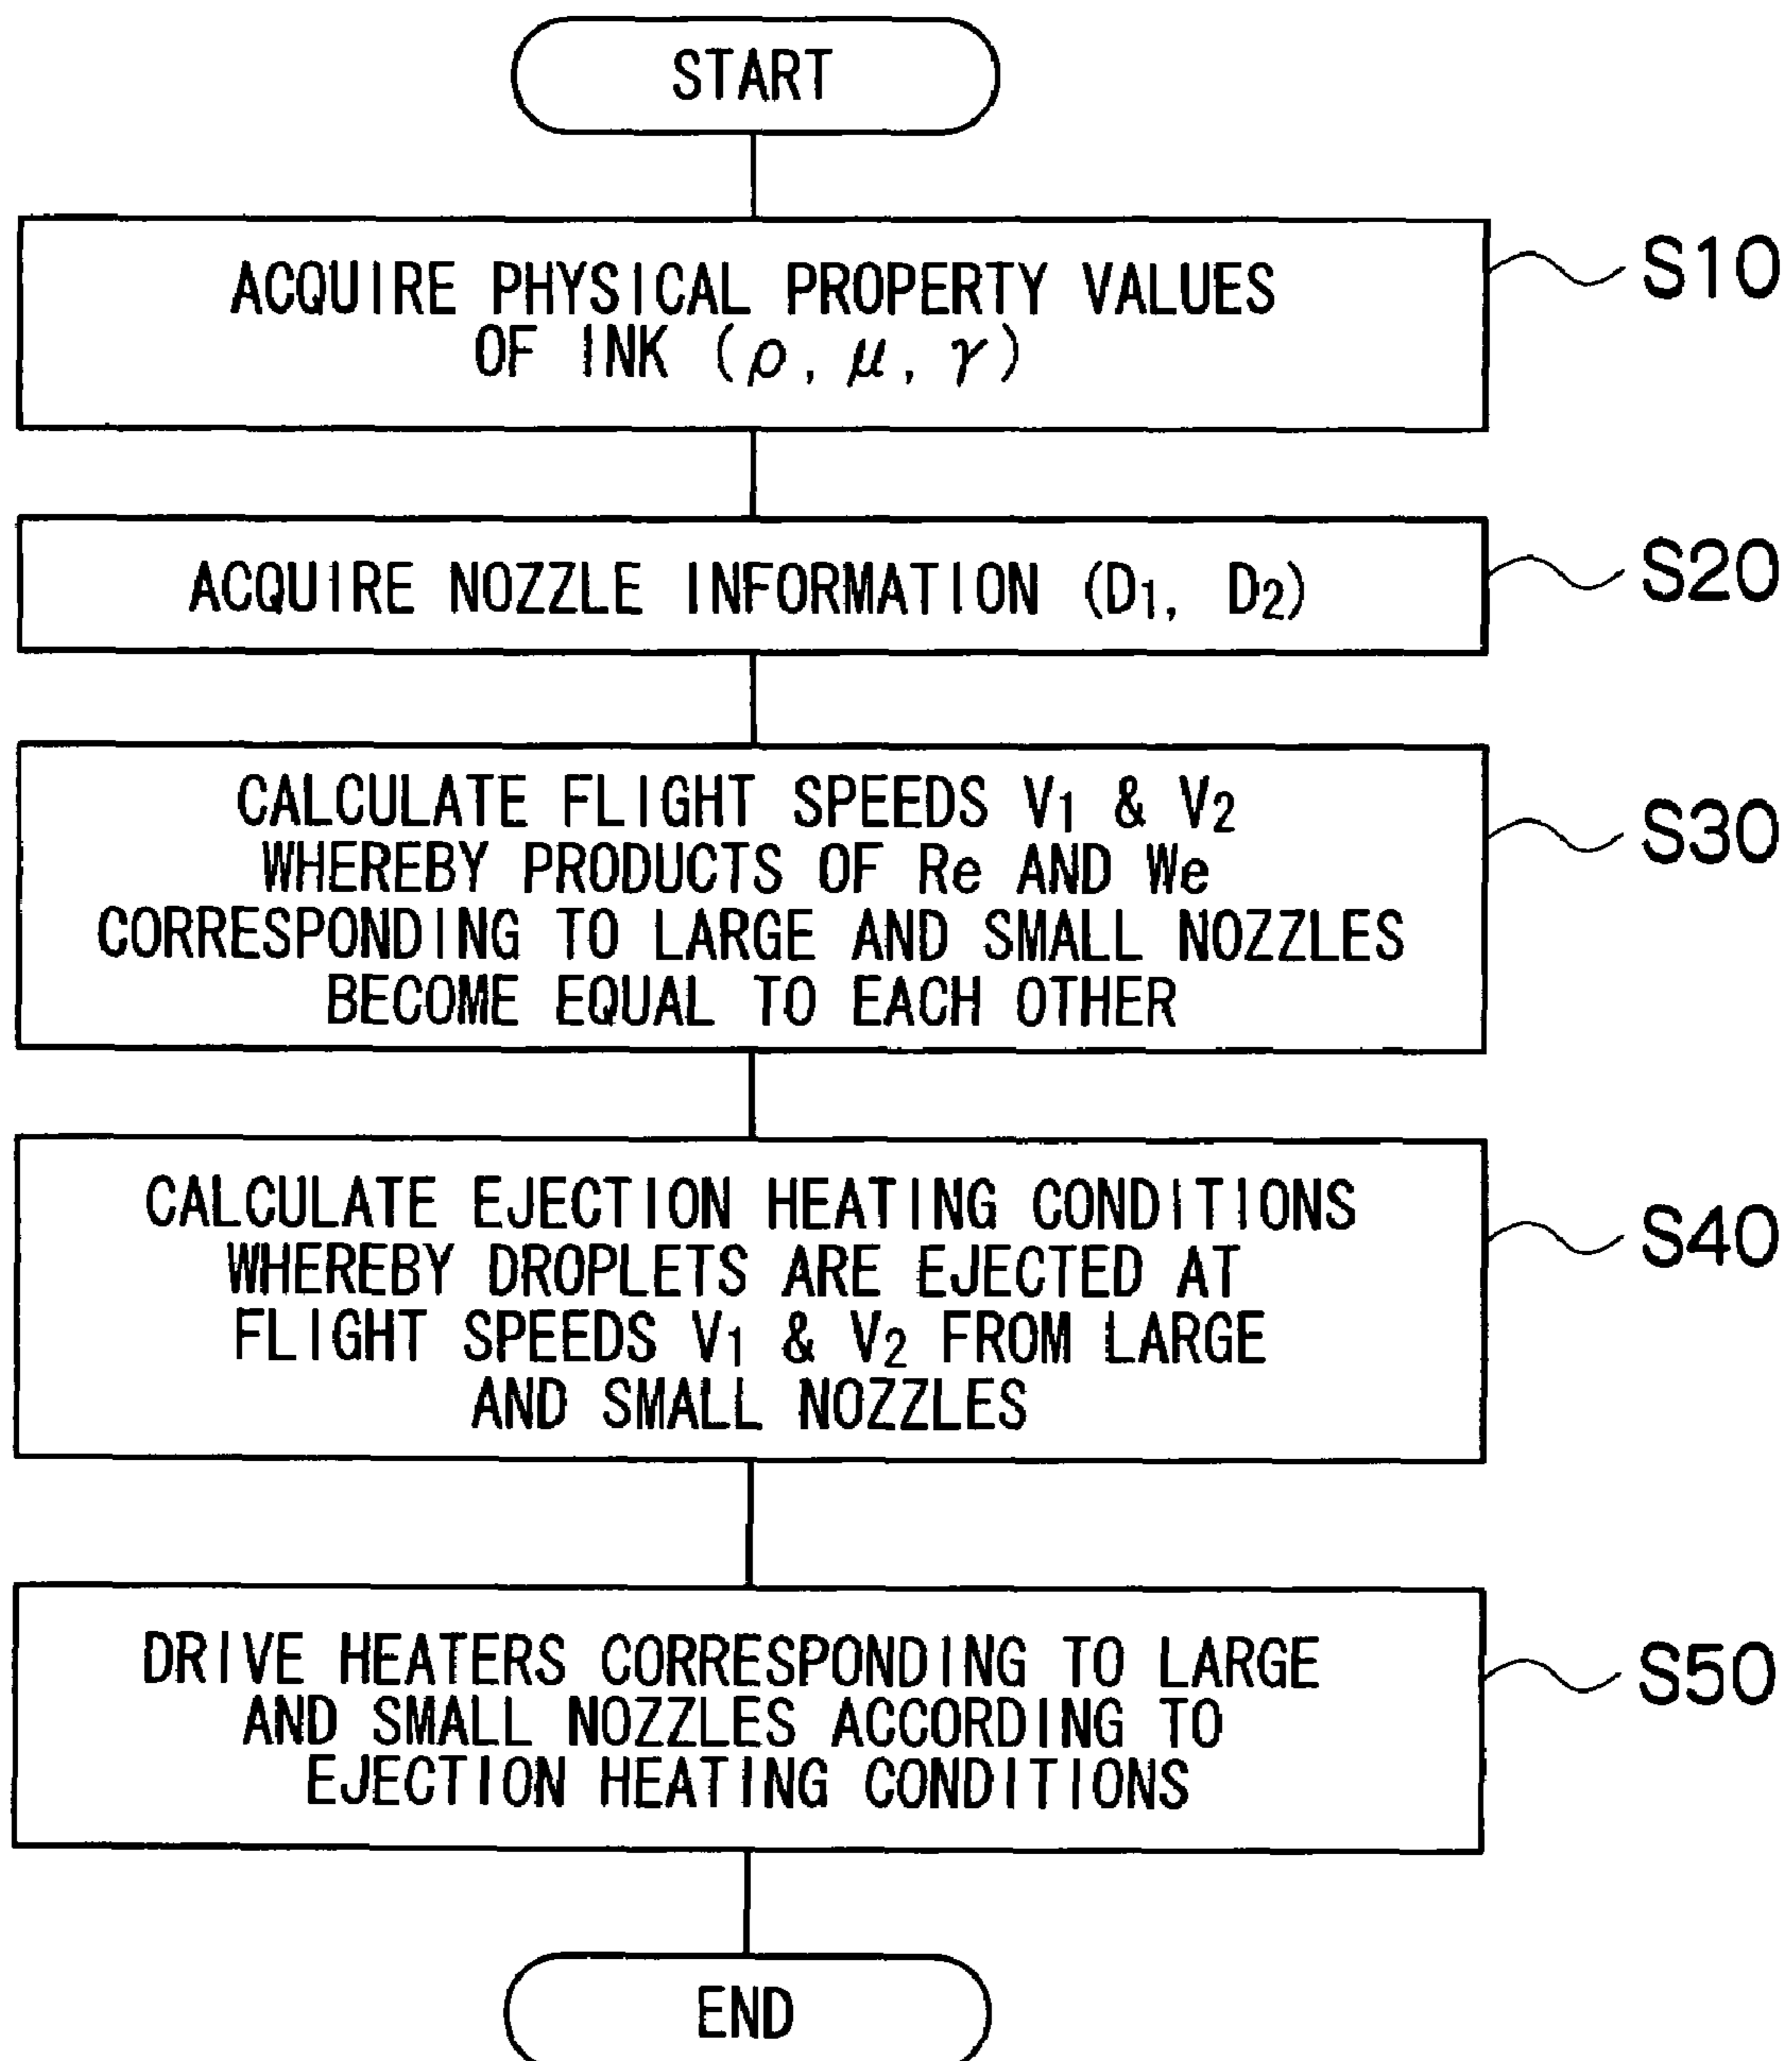 START
ACQUIRE PHYSICAL PROPERTY VALUES
OF INK (ρ, μ, γ)
S10
ACQUIRE NOZZLE INFORMATION (D1, D2)
S20
CALCULATE FLIGHT SPEEDS V1 & V2
WHEREBY PRODUCTS OF Re AND We
CORRESPONDING TO LARGE AND SMALL NOZZLES
BECOME EQUAL TO EACH OTHER
S30
CALCULATE EJECTION HEATING CONDITIONS
WHEREBY DROPLETS ARE EJECTED AT
FLIGHT SPEEDS V1 & V2 FROM LARGE
AND SMALL NOZZLES
S40
DRIVE HEATERS CORRESPONDING TO LARGE
AND SMALL NOZZLES ACCORDING TO
EJECTION HEATING CONDITIONS
S50
END